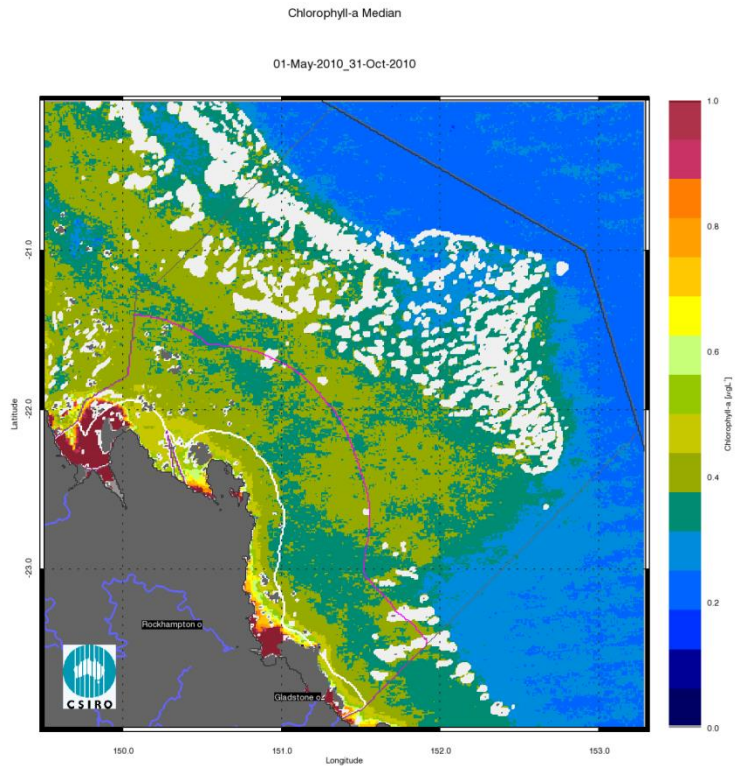 Chlorophyll-a Median
01-May-2010_31-Oct-2010
1.0
0.8
0.6
0.4
0.2
0.0
Chlorophyll-a [µgL⁻]
-21.0
-22.0
-23.0
Latitude
Rockhampton o
Gladstone o
CSIRO
150.0 151.0 152.0 153.0
Longitude